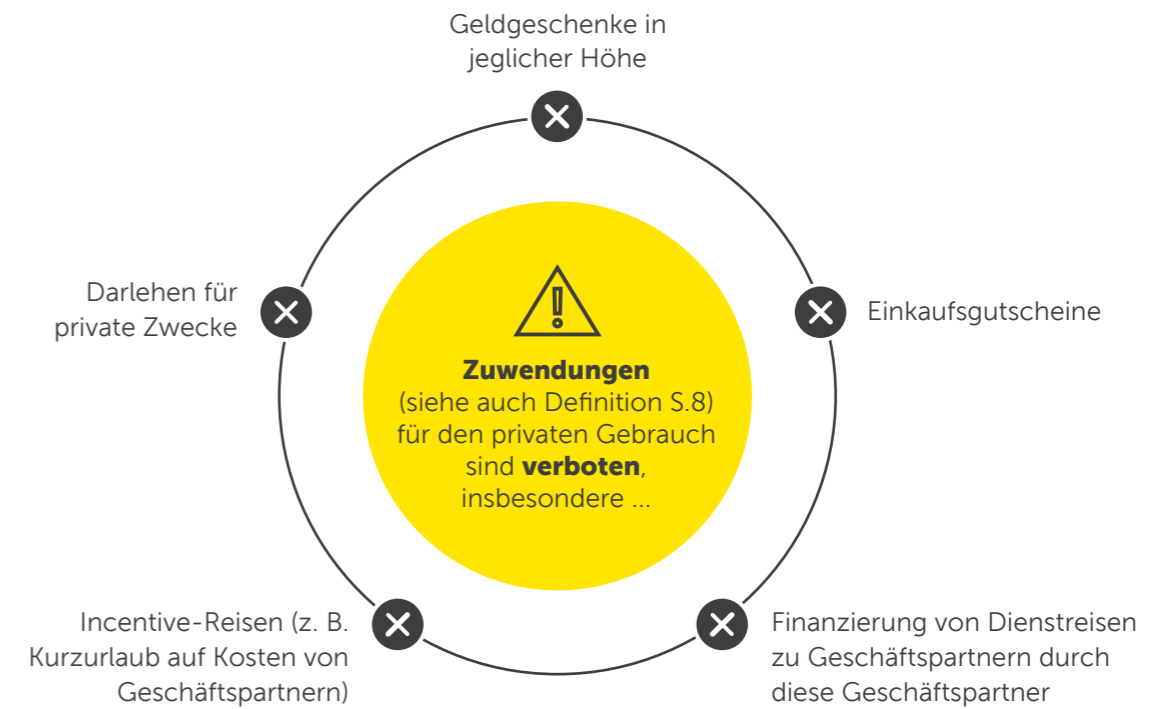 Geldgeschenke in
jeglicher Höhe
Darlehen für
private Zwecke
Einkaufsgutscheine
Zuwendungen
(siehe auch Definition S.8)
für den privaten Gebrauch
sind verboten,
insbesondere ...
Incentive-Reisen (z. B.
Kurzurlaub auf Kosten von
Geschäftspartnern)
Finanzierung von Dienstreisen
zu Geschäftspartnern durch
diese Geschäftspartner